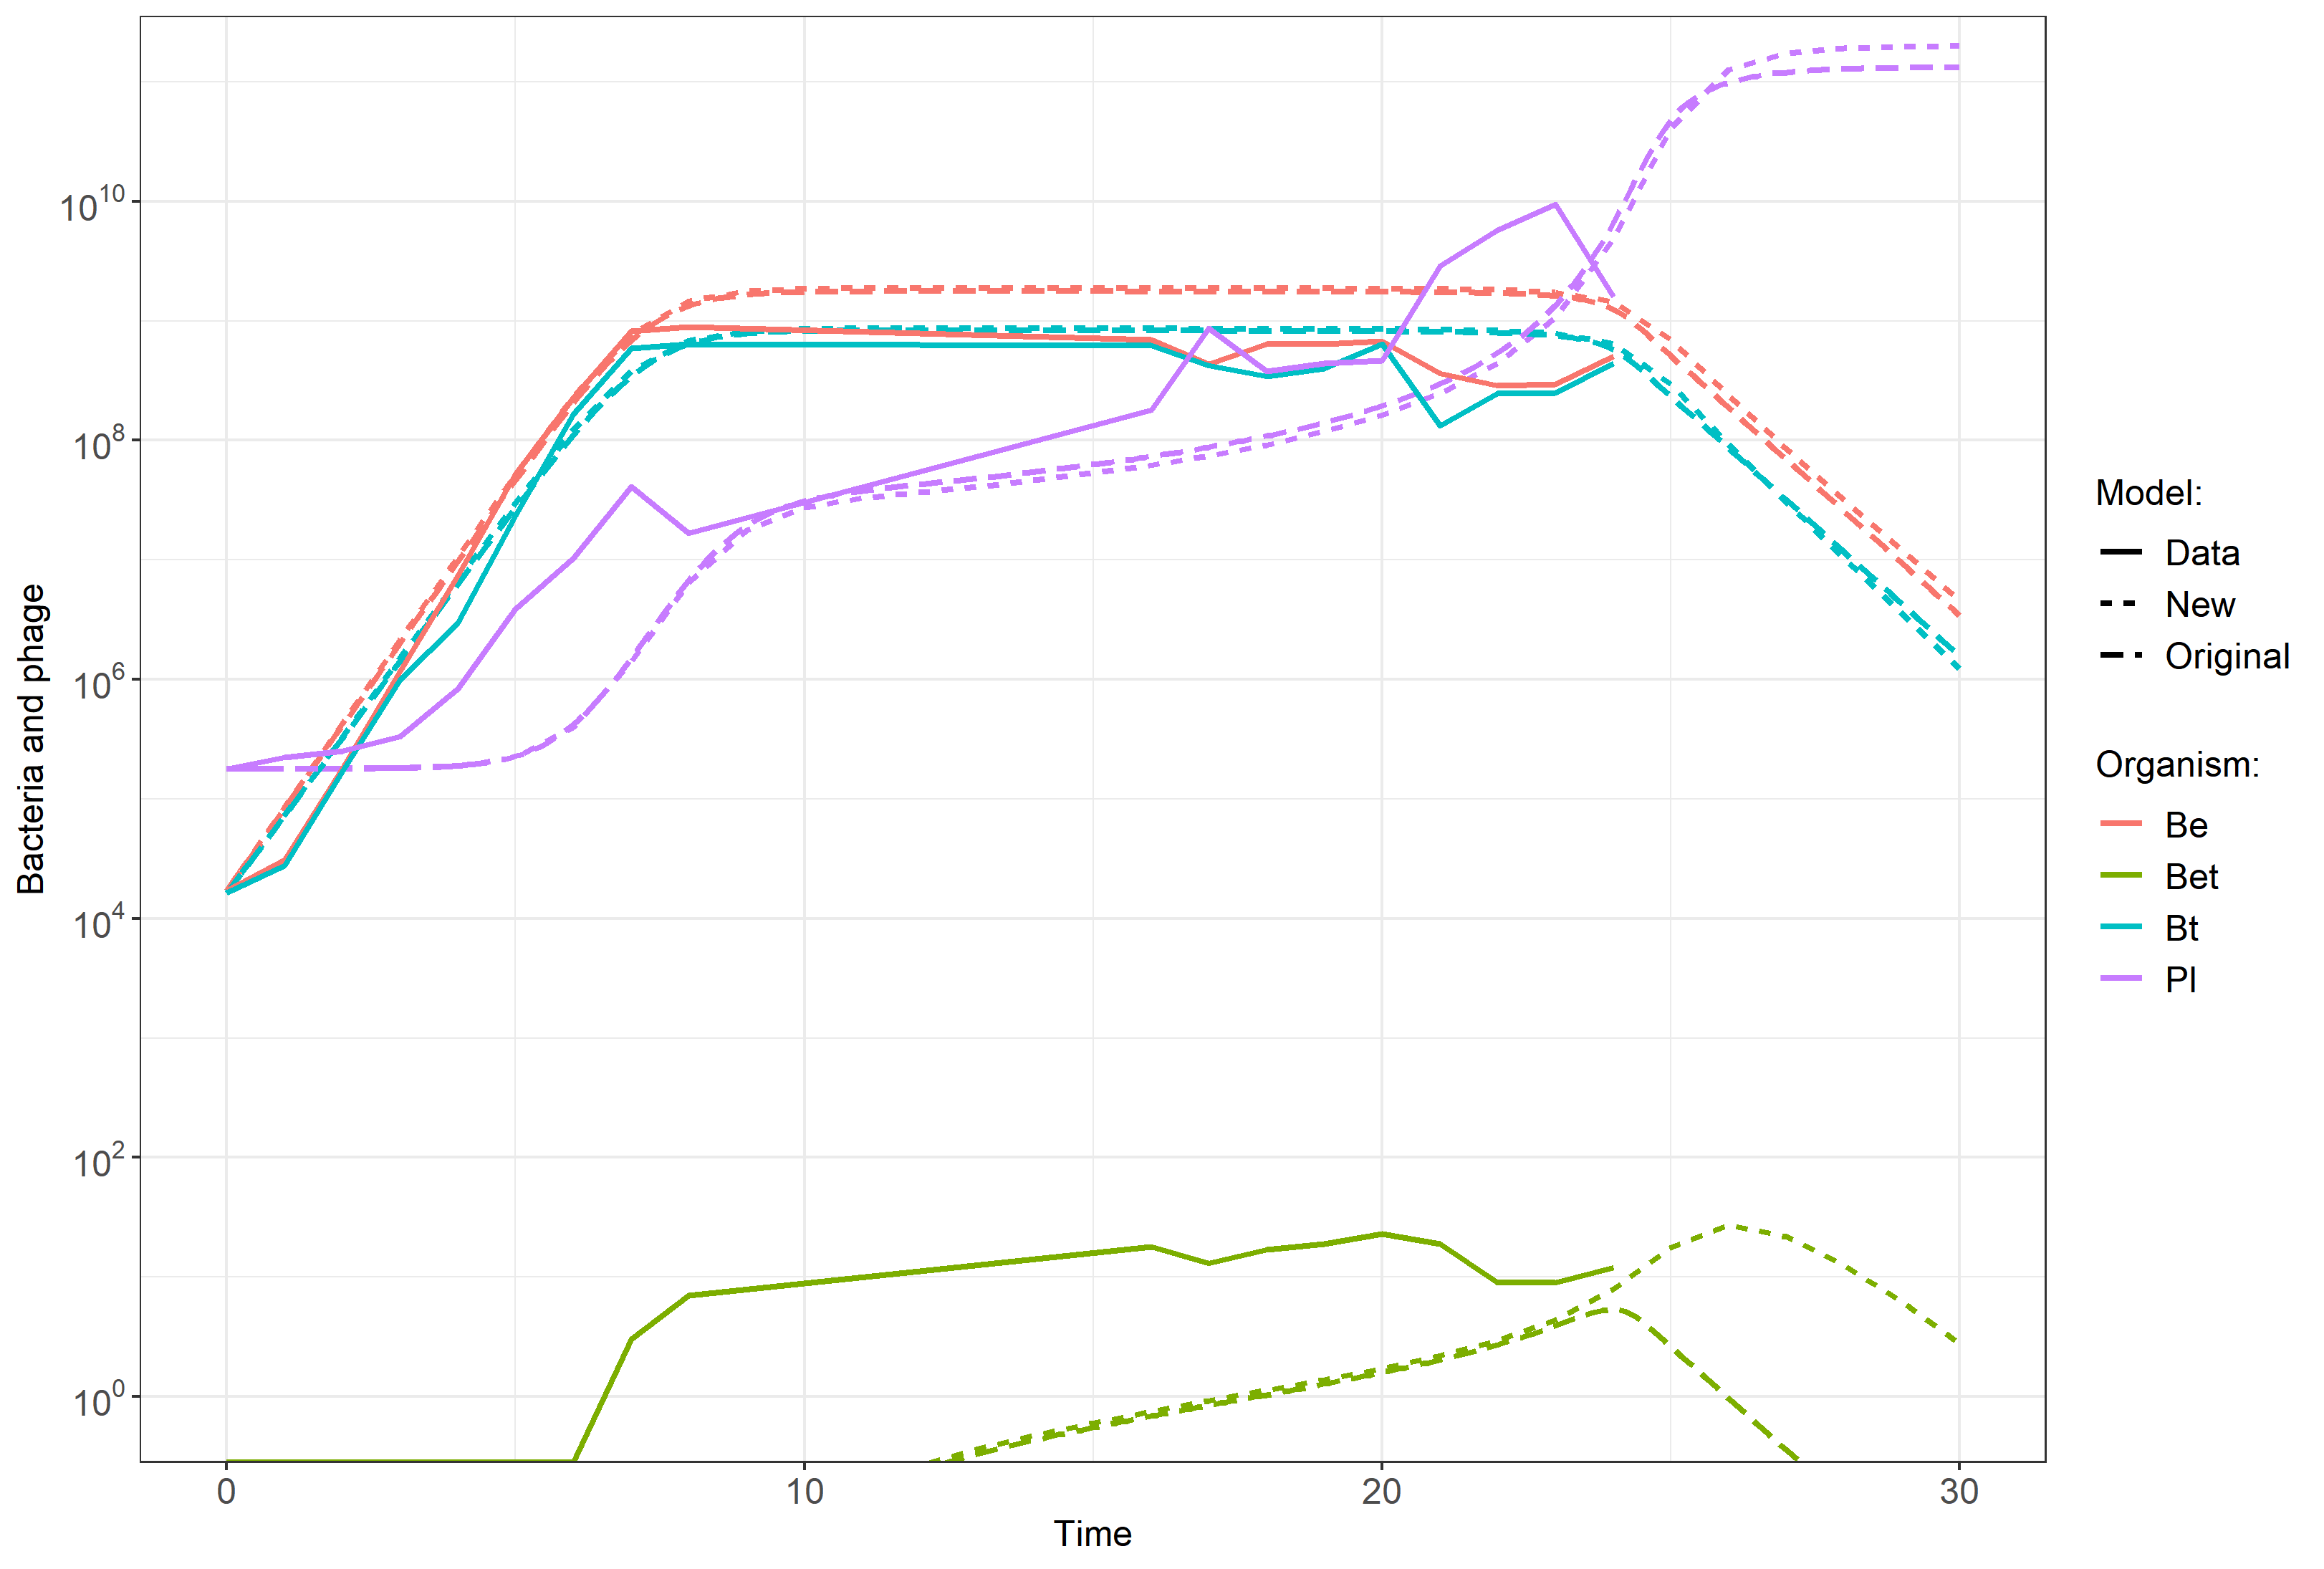 Bacteria and phage
10^10
10^8
10^6
10^4
10^2
10^0
0 10 20 30
Time
Model:
Data
New
Original
Organism:
Be
Bet
Bt
Pl